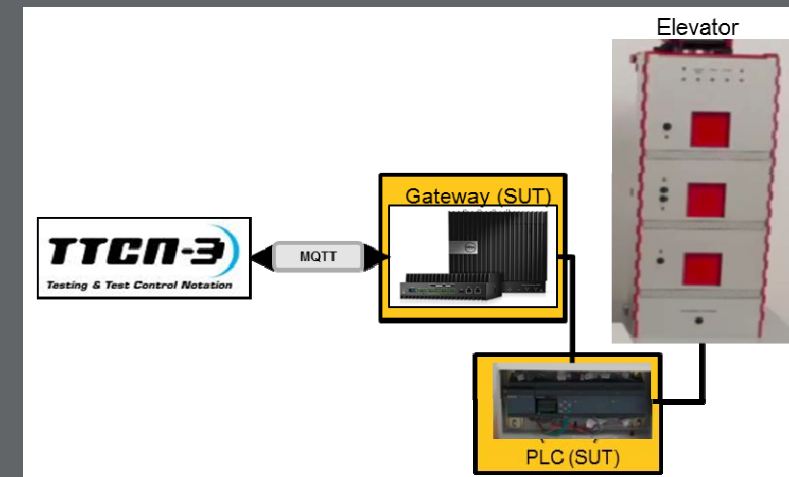 Elevator
Gateway (SUT)
TTCN-3
MQTT
Testing & Test Control Notation
PLC (SUT)